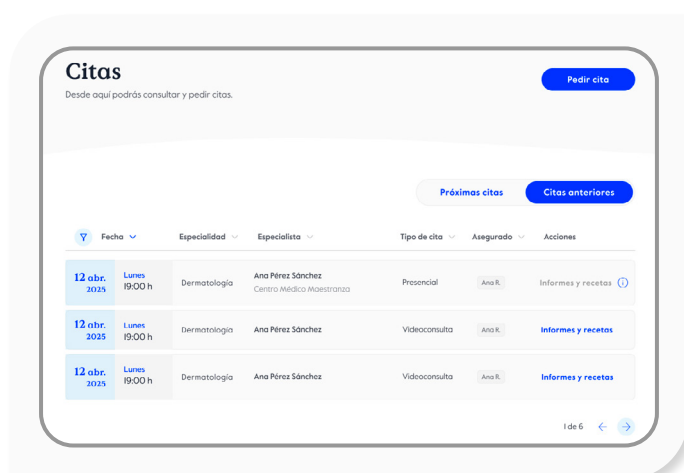 Citas
Pedir cita
Desde aquí podrás consultar y pedir citas.
Próximas citas Citas anteriores
Fecha Especialidad Especialista Tipo de cita Asegurado Acciones
12 abr. Lunes Ana Pérez Sánchez
2025 19:00 h Dermatología Centro Médico Maestranza Presencial Ana R. Informes y recetas
12 abr. Lunes
2025 19:00 h Dermatología Ana Pérez Sánchez Videoconsulta Ana R. Informes y recetas
12 abr. Lunes
2025 19:00 h Dermatología Ana Pérez Sánchez Videoconsulta Ana R. Informes y recetas
1 de 6